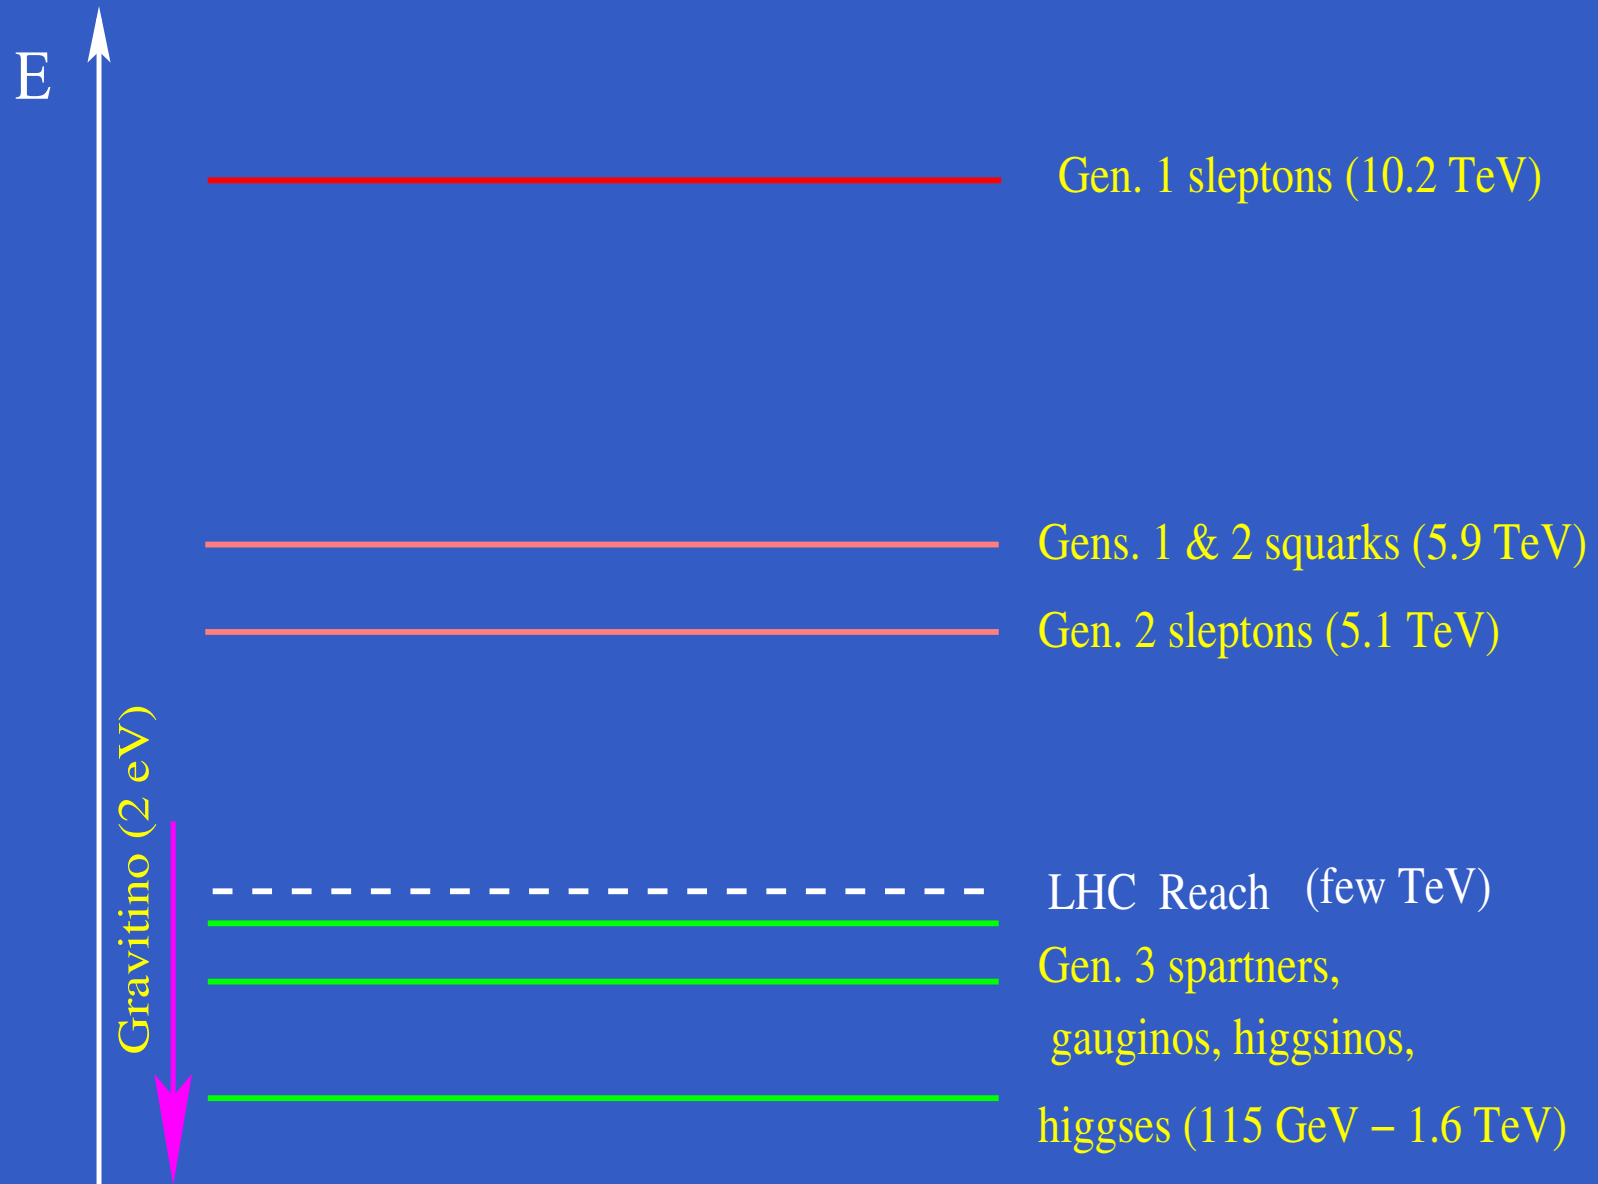 E
Gen. 1 sleptons (10.2 TeV)
Gens. 1 & 2 squarks (5.9 TeV)
Gen. 2 sleptons (5.1 TeV)
Gravitino (2 eV)
LHC Reach (few TeV)
Gen. 3 spartners,
gauginos, higgsinos,
higgses (115 GeV – 1.6 TeV)